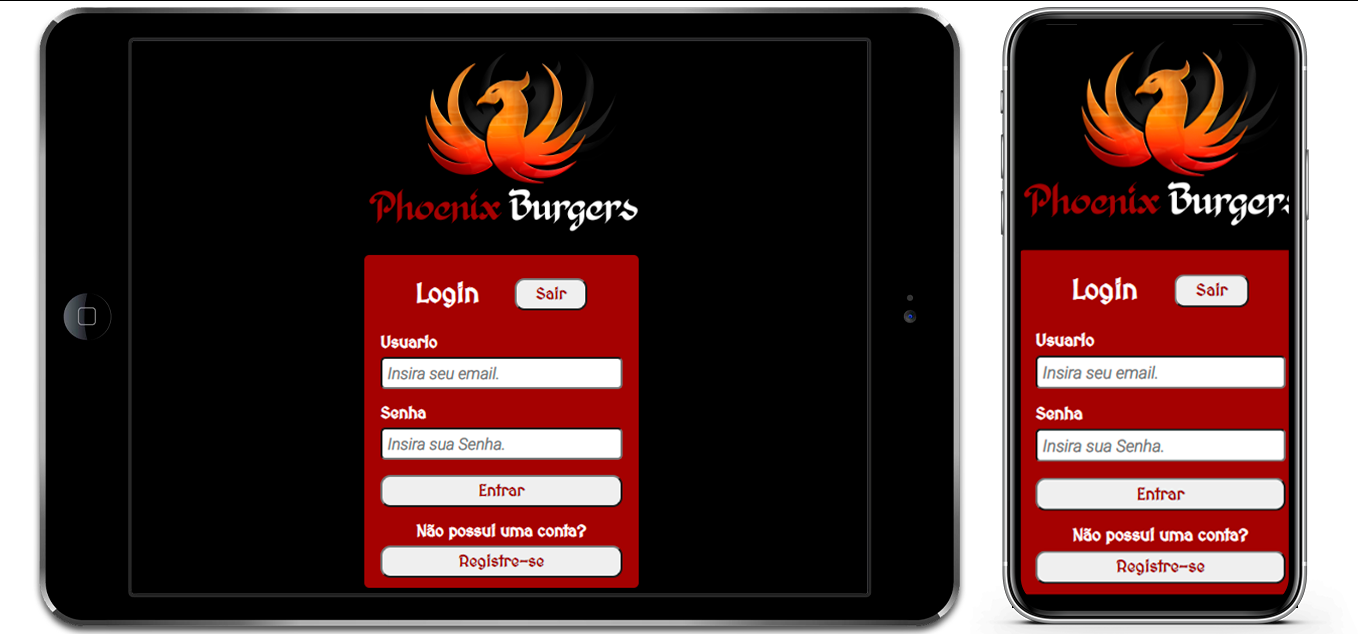 Phoenix Burgers
Login Sair
Usuario
Insira seu email.
Senha
Insira sua Senha.
Entrar
Não possui uma conta?
Registre-se
Phoenix Burgers
Login Sair
Usuario
Insira seu email.
Senha
Insira sua Senha.
Entrar
Não possui uma conta?
Registre-se